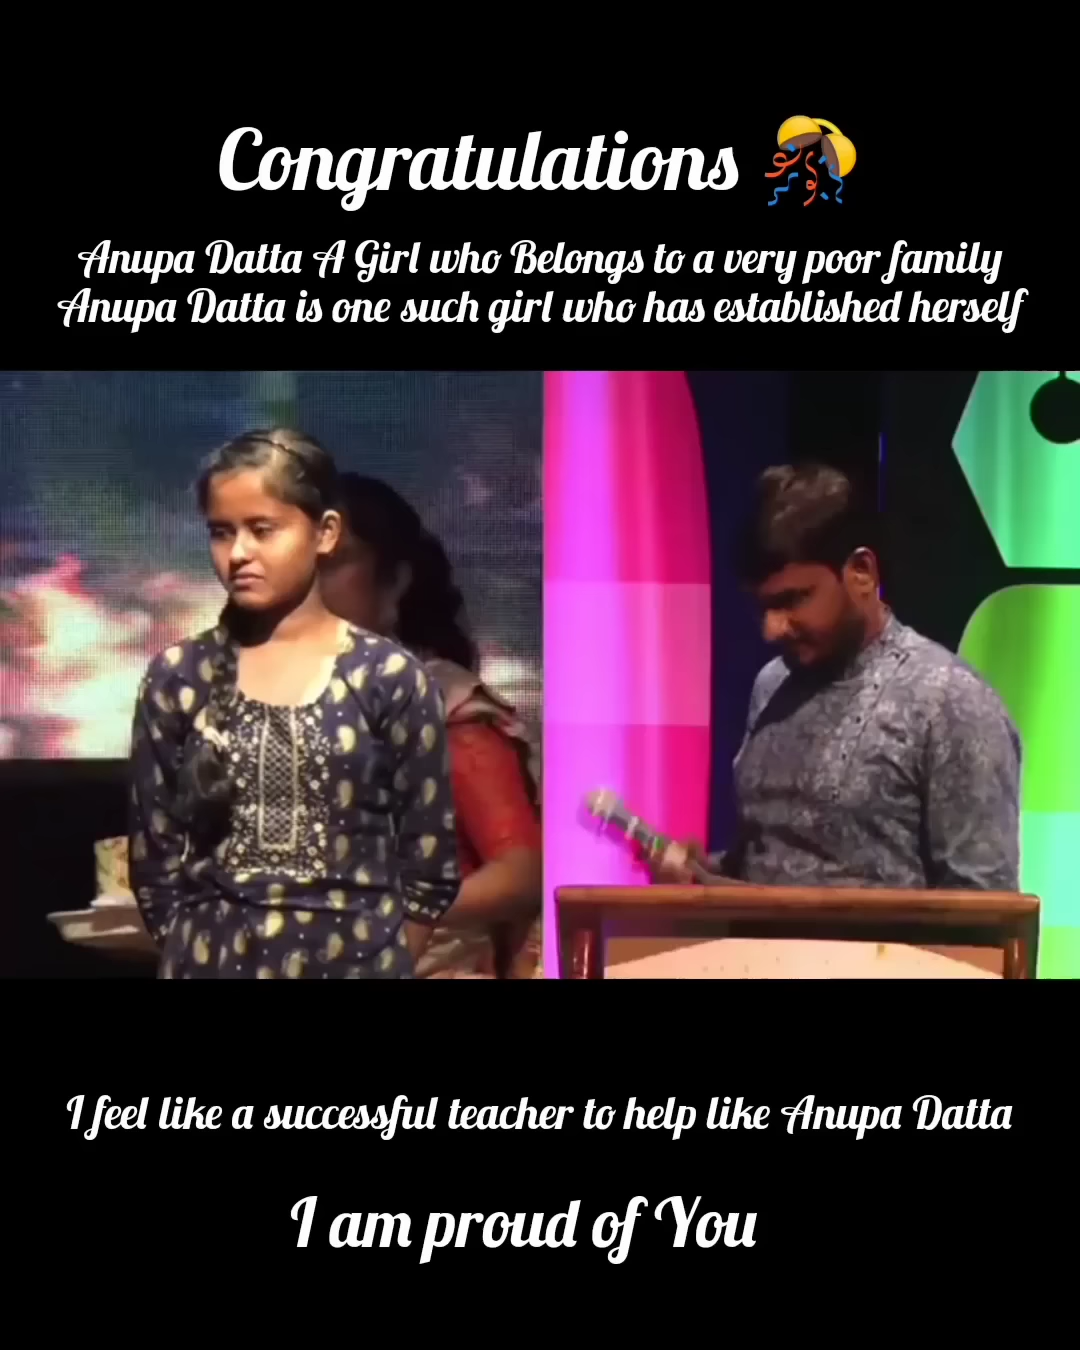 Congratulations 🎊
Anupa Datta A Girl who Belongs to a very poor family
Anupa Datta is one such girl who has established herself
I feel like a successful teacher to help like Anupa Datta
I am proud of You